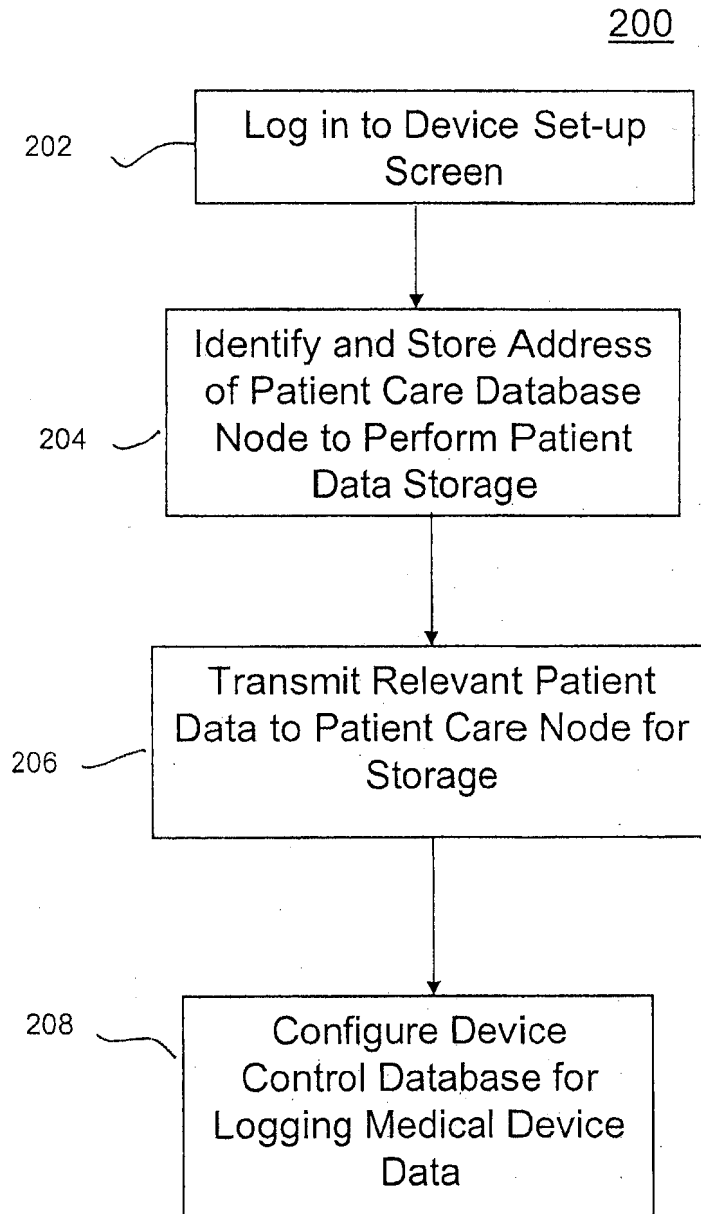 200
202
Log in to Device Set-up
Screen
204
Identify and Store Address
of Patient Care Database
Node to Perform Patient
Data Storage
206
Transmit Relevant Patient
Data to Patient Care Node for
Storage
208
Configure Device
Control Database for
Logging Medical Device
Data